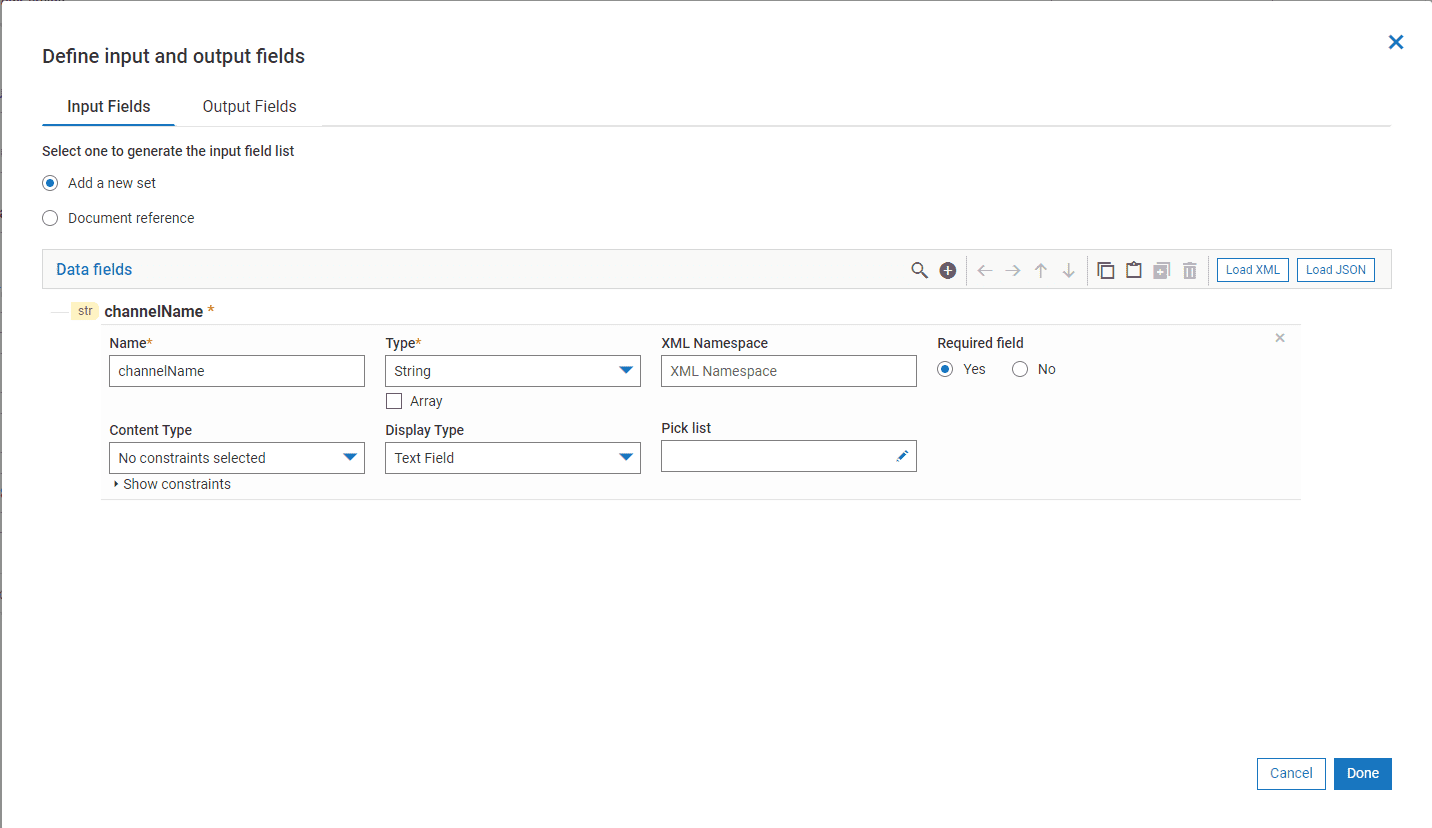 Define input and output fields
Input Fields Output Fields
Select one to generate the input field list
Add a new set
Document reference
Data fields Load XML Load JSON
str channelName *
Name* Type* XML Namespace Required field
channelName String XML Namespace Yes No
Array
Content Type Display Type Pick list
No constraints selected Text Field
Show constraints
Cancel Done